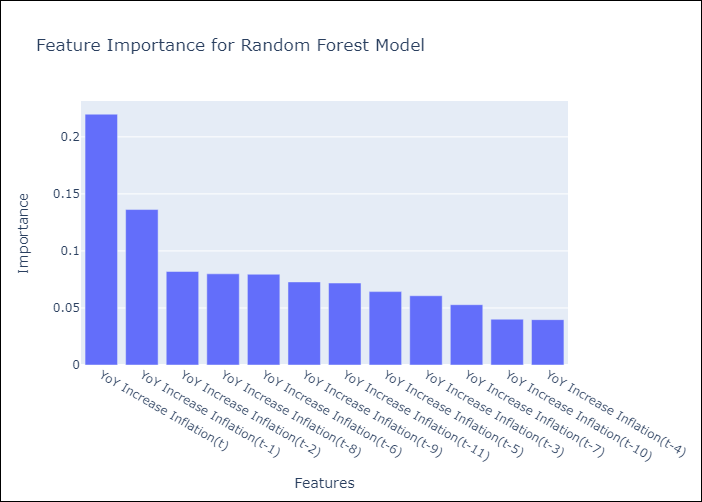 Feature Importance for Random Forest Model
Importance
0.2
0.15
0.1
0.05
0
YoY Increase Inflation(t)
YoY Increase Inflation(t-1)
YoY Increase Inflation(t-2)
YoY Increase Inflation(t-8)
YoY Increase Inflation(t-6)
YoY Increase Inflation(t-9)
YoY Increase Inflation(t-11)
YoY Increase Inflation(t-5)
YoY Increase Inflation(t-3)
YoY Increase Inflation(t-7)
YoY Increase Inflation(t-10)
YoY Increase Inflation(t-4)
Features